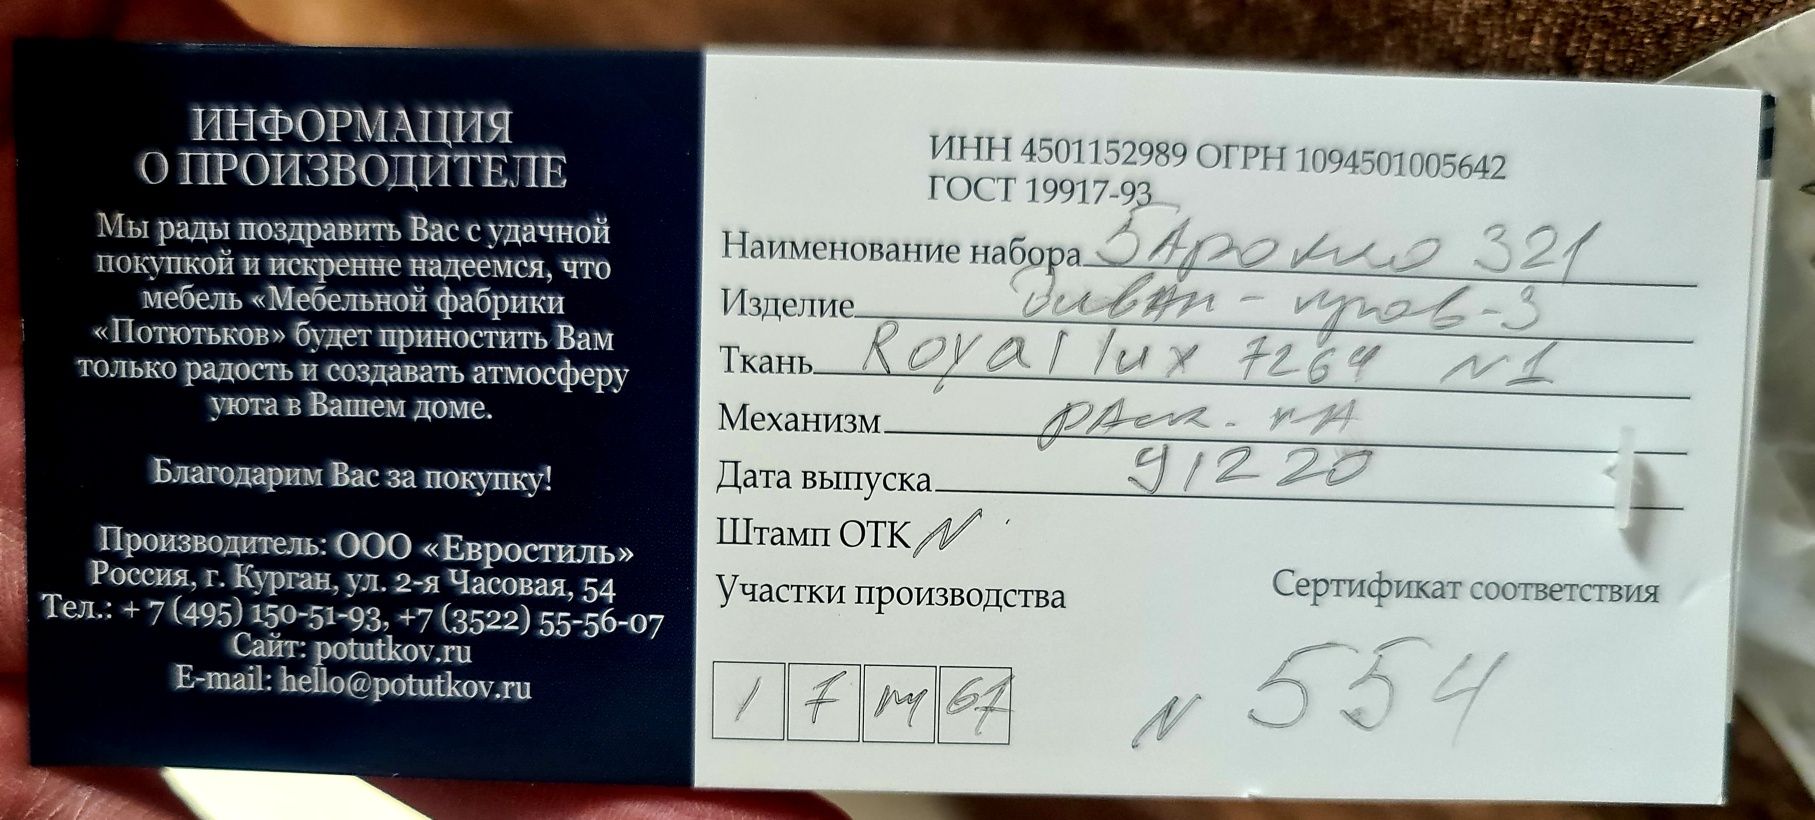 ИНФОРМАЦИЯ
О ПРОИЗВОДИТЕЛЕ
Мы рады поздравить Вас с удачной
покупкой и искренне надеемся, что
мебель «Мебельной фабрики
«Потютьков» будет приностить Вам
только радость и создавать атмосферу
уюта в Вашем доме.
Благодарим Вас за покупку!
Производитель: ООО «Евростиль»
Россия, г. Курган, ул. 2-я Часовая, 54
Тел.: + 7 (495) 150-51-93, +7 (3522) 55-56-07
Сайт: potutkov.ru
E-mail: hello@potutkov.ru
ИНН 4501152989 ОГРН 1094501005642
ГОСТ 19917-93
Наименование набора 321
Изделие Диван
Ткань Royal lux 7264 N1
Механизм
Дата выпуска 91220
Штамп ОТК
Участки производства
1 7 67
Сертификат соответствия
N 554